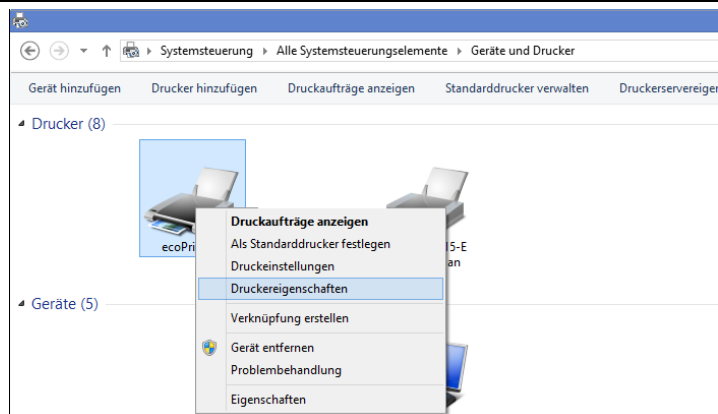 Systemsteuerung ▸ Alle Systemsteuerungselemente ▸ Geräte und Drucker
Gerät hinzufügen Drucker hinzufügen Druckaufträge anzeigen Standarddrucker verwalten Druckerservereigen
Drucker (8)
ecoPri
15-E
an
Druckaufträge anzeigen
Als Standarddrucker festlegen
Druckeinstellungen
Druckereigenschaften
Verknüpfung erstellen
Gerät entfernen
Problembehandlung
Eigenschaften
Geräte (5)